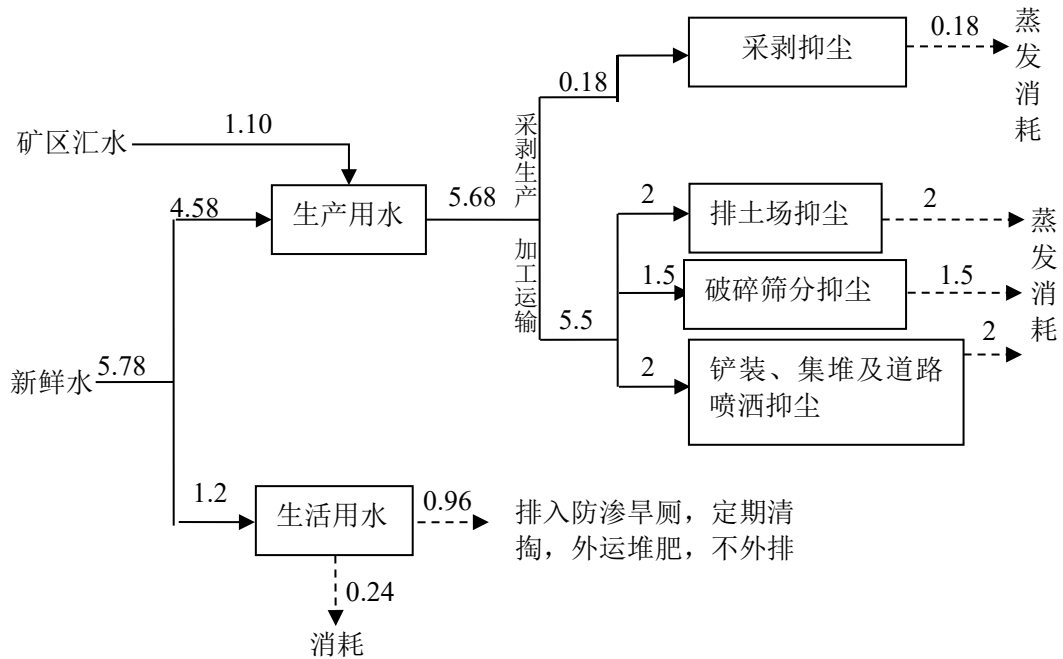 采剥抑尘
0.18
蒸发消耗
0.18
矿区汇水
1.10
采剥生产
4.58
生产用水
5.68
2
排土场抑尘
2
蒸发消耗
加工运输
1.5
破碎筛分抑尘
1.5
5.5
2
新鲜水
5.78
2
铲装、集堆及道路
喷洒抑尘
1.2
生活用水
0.96
排入防渗旱厕，定期清
掏，外运堆肥，不外排
0.24
消耗